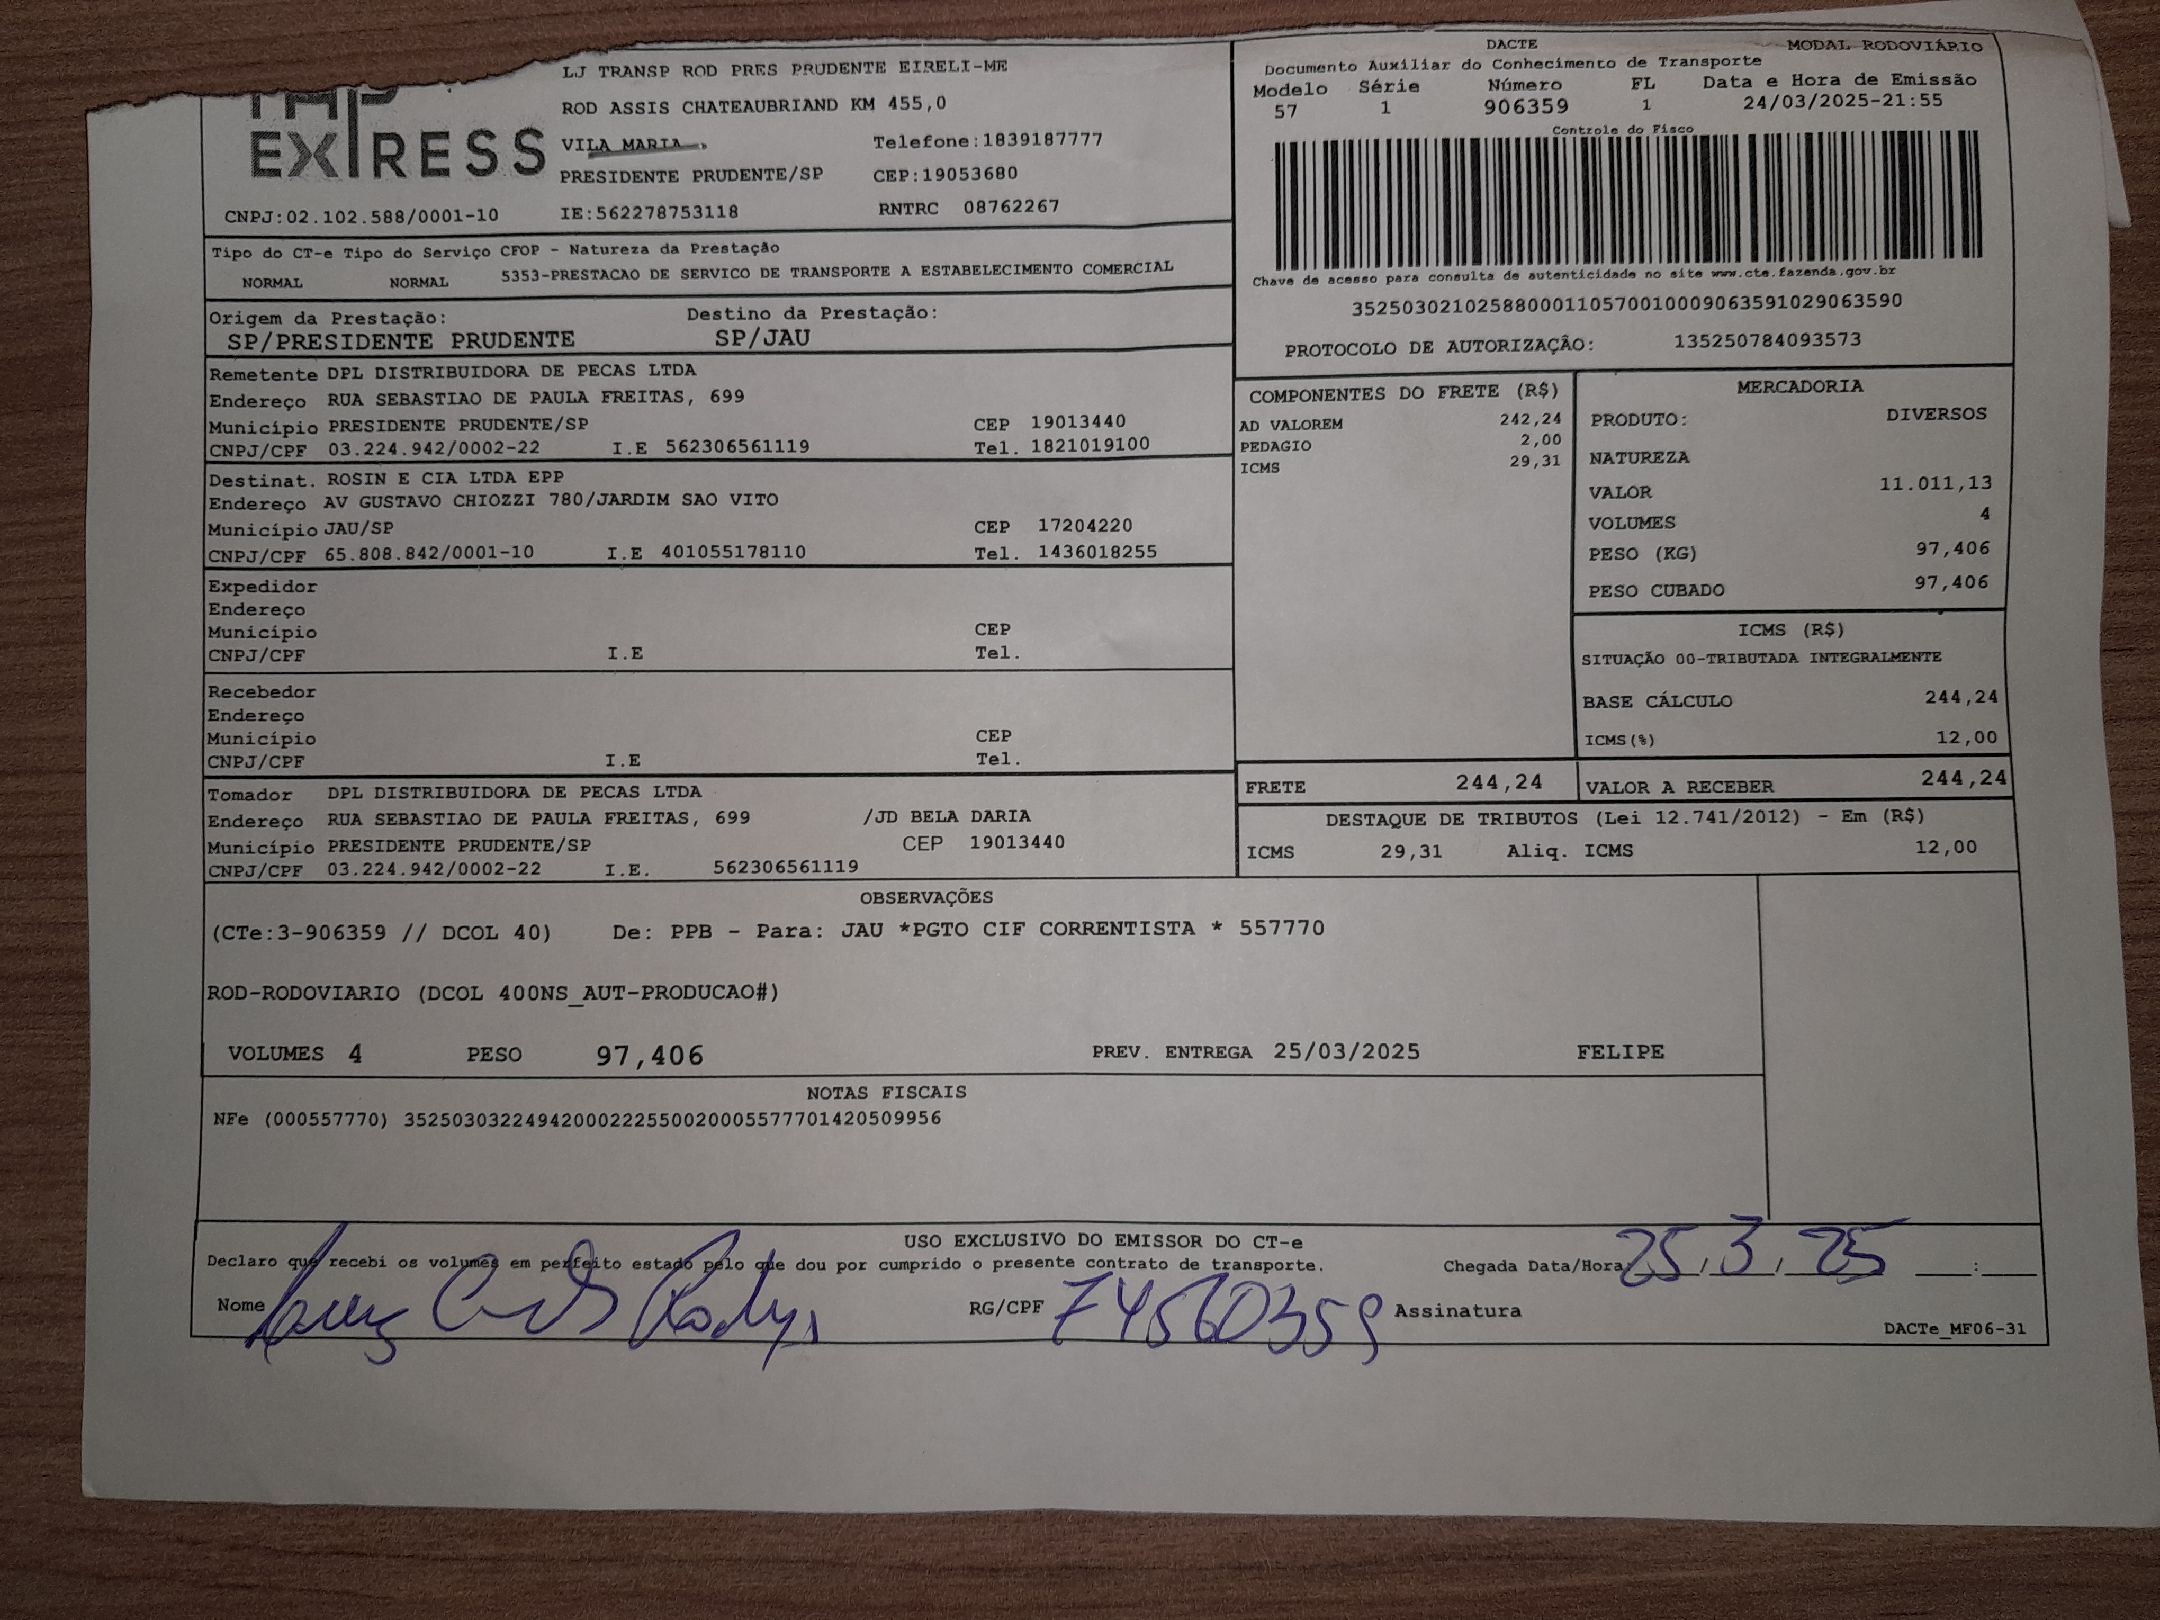 LJ TRANSP ROD PRES PRUDENTE EIRELI-ME
ROD ASSIS CHATEAUBRIAND KM 455,0
EXPRESS
VILA MARIA Telefone:1839187777
PRESIDENTE PRUDENTE/SP CEP:19053680
CNPJ:02.102.588/0001-10 IE:562278753118 RNTRC 08762267
DACTE MODAL RODOVIÁRIO
Documento Auxiliar do Conhecimento de Transporte
Modelo Série Número FL Data e Hora de Emissão
57 1 906359 1 24/03/2025-21:55
Controle do Fisco
Chave de acesso para consulta de autenticidade no site www.cte.fazenda.gov.br
35250302102588000110570010009063591029063590
PROTOCOLO DE AUTORIZAÇÃO: 135250784093573
Tipo do CT-e Tipo do Serviço CFOP - Natureza da Prestação
NORMAL NORMAL 5353-PRESTACAO DE SERVICO DE TRANSPORTE A ESTABELECIMENTO COMERCIAL
Origem da Prestação: Destino da Prestação:
SP/PRESIDENTE PRUDENTE SP/JAU
Remetente DPL DISTRIBUIDORA DE PECAS LTDA
Endereço RUA SEBASTIAO DE PAULA FREITAS, 699
Município PRESIDENTE PRUDENTE/SP CEP 19013440
CNPJ/CPF 03.224.942/0002-22 I.E 562306561119 Tel. 1821019100
Destinat. ROSIN E CIA LTDA EPP
Endereço AV GUSTAVO CHIOZZI 780/JARDIM SAO VITO
Município JAU/SP CEP 17204220
CNPJ/CPF 65.808.842/0001-10 I.E 401055178110 Tel. 1436018255
Expedidor
Endereço
Município CEP
CNPJ/CPF I.E Tel.
Recebedor
Endereço
Município CEP
CNPJ/CPF I.E Tel.
Tomador DPL DISTRIBUIDORA DE PECAS LTDA
Endereço RUA SEBASTIAO DE PAULA FREITAS, 699 /JD BELA DARIA
Município PRESIDENTE PRUDENTE/SP CEP 19013440
CNPJ/CPF 03.224.942/0002-22 I.E. 562306561119
COMPONENTES DO FRETE (R$)
AD VALOREM 242,24
PEDAGIO 2,00
ICMS 29,31
MERCADORIA
PRODUTO: DIVERSOS
NATUREZA
VALOR 11.011,13
VOLUMES 4
PESO (KG) 97,406
PESO CUBADO 97,406
ICMS (R$)
SITUAÇÃO 00-TRIBUTADA INTEGRALMENTE
BASE CÁLCULO 244,24
ICMS(%) 12,00
FRETE 244,24 VALOR A RECEBER 244,24
DESTAQUE DE TRIBUTOS (Lei 12.741/2012) - Em (R$)
ICMS 29,31 Aliq. ICMS 12,00
OBSERVAÇÕES
(CTe:3-906359 // DCOL 40) De: PPB - Para: JAU *PGTO CIF CORRENTISTA * 557770
ROD-RODOVIARIO (DCOL 400NS_AUT-PRODUCAO#)
VOLUMES 4 PESO 97,406 PREV. ENTREGA 25/03/2025 FELIPE
NOTAS FISCAIS
NFe (000557770) 35250303224942000222550020005577701420509956
USO EXCLUSIVO DO EMISSOR DO CT-e
Declaro que recebi os volumes em perfeito estado pelo que dou por cumprido o presente contrato de transporte. Chegada Data/Hora 25/3/25 __:__
Nome RG/CPF 74560359 Assinatura
DACTe_MF06-31